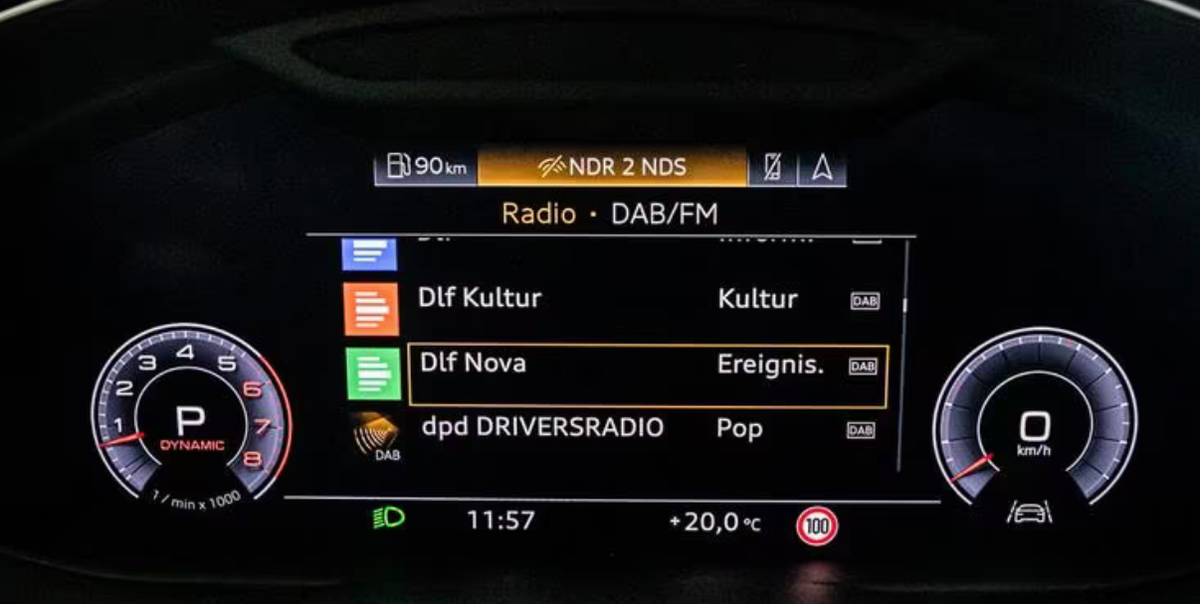 90 km NDR 2 NDS
Radio · DAB/FM
Dlf Kultur Kultur DAB
Dlf Nova Ereignis. DAB
dpd DRIVERSRADIO Pop DAB
DAB
1 2 3 4 5 6 7 8
P
DYNAMIC
1 / min x 1000
0
km/h
11:57 +20,0 °C 100